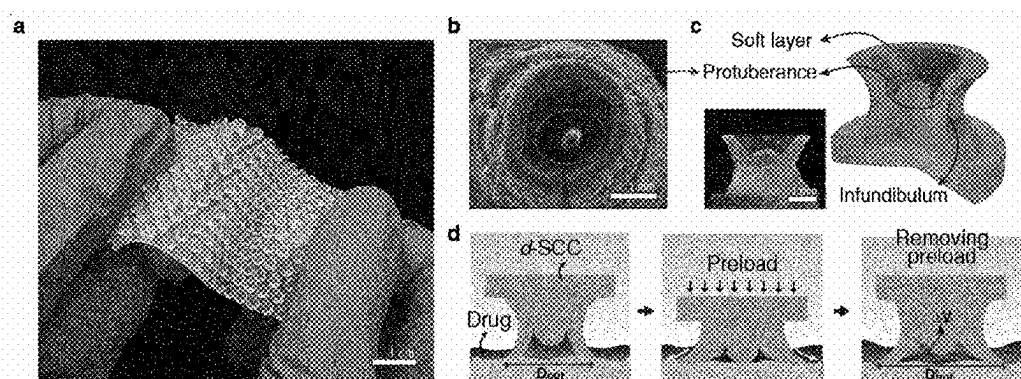 a
b
c
Soft layer
Protuberance
Infundibulum
d
d-SCC
Drug
Preload
Removing
preload
V